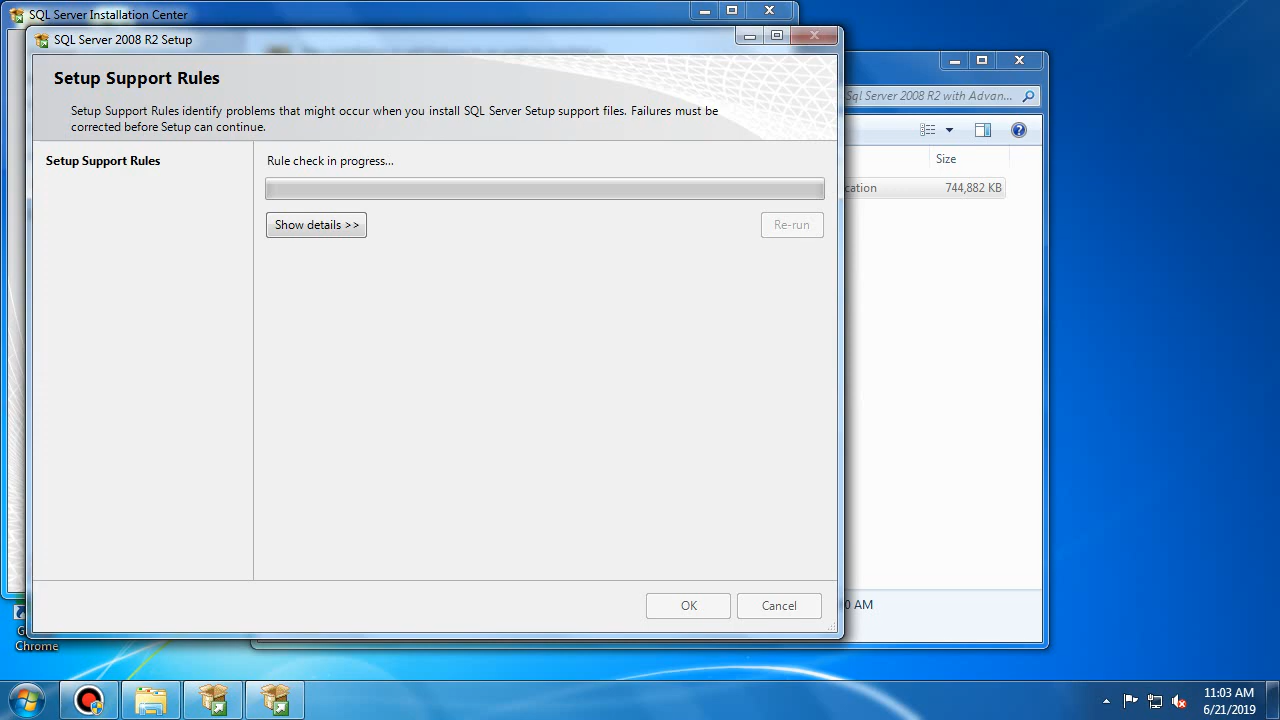 SQL Server Installation Center
SQL Server 2008 R2 Setup
Setup Support Rules
Setup Support Rules identify problems that might occur when you install SQL Server Setup support files. Failures must be
corrected before Setup can continue.
Setup Support Rules
Rule check in progress...
Show details >>
Re-run
OK
Cancel
Sql Server 2008 R2 with Advan...
Size
cation
744,882 KB
0 AM
Chrome
11:03 AM
6/21/2019